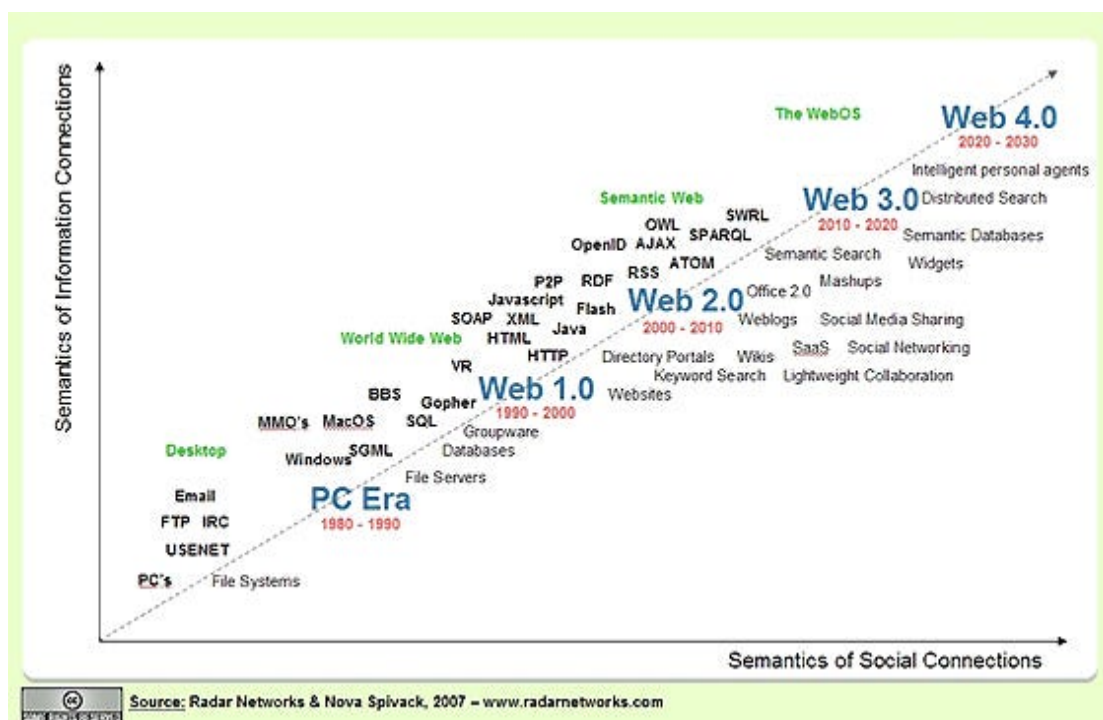 Semantics of Information Connections
The WebOS
Web 4.0
2020 - 2030
Intelligent personal agents
Semantic Web
Web 3.0
Distributed Search
2010 - 2020
SWRL
OWL
SPARQL
Semantic Databases
OpenID
AJAX
Semantic Search
Widgets
ATOM
RSS
Mashups
P2P
RDF
Office 2.0
Javascript
Flash
Web 2.0
2000 - 2010
Weblogs
Social Media Sharing
SOAP
XML
Java
World Wide Web
HTML
SaaS
Social Networking
HTTP
Directory Portals
Wikis
VR
Keyword Search
Lightweight Collaboration
Web 1.0
1990 - 2000
Websites
BBS
Gopher
MMO's
MacOS
SQL
Groupware
Desktop
SGML
Databases
Windows
File Servers
PC Era
1980 - 1990
Email
FTP
IRC
USENET
PC's
File Systems
Semantics of Social Connections
cc
SOME RIGHTS RESERVED
Source: Radar Networks & Nova Spivack, 2007 – www.radarnetworks.com